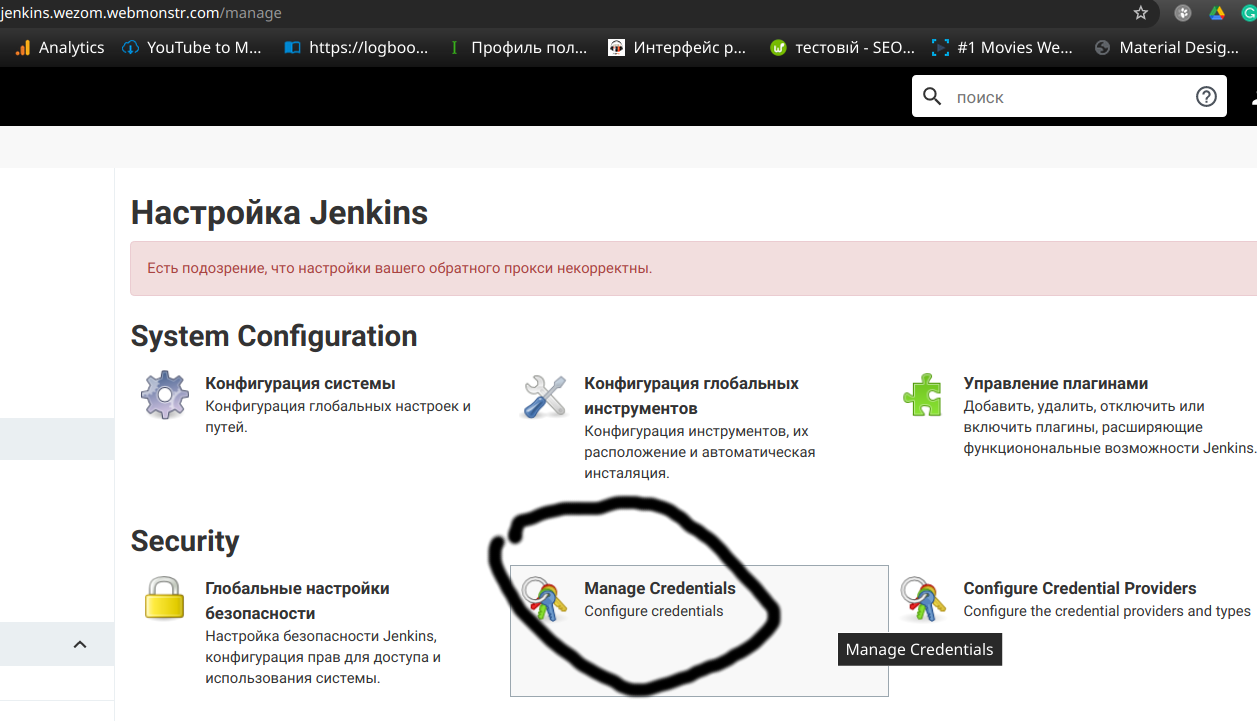 jenkins.wezom.webmonstr.com/manage
Analytics YouTube to M... https://logboo... Профиль пол... Интерфейс р... тестовій - SEO... #1 Movies We... Material Desig...
поиск
Настройка Jenkins
Есть подозрение, что настройки вашего обратного прокси некорректны.
System Configuration
Конфигурация системы
Конфигурация глобальных настроек и
путей.
Конфигурация глобальных
инструментов
Конфигурация инструментов, их
расположение и автоматическая
инсталяция.
Управление плагинами
Добавить, удалить, отключить или
включить плагины, расширяющие
функциононоальные возможности Jenkins.
Security
Глобальные настройки
безопасности
Настройка безопасности Jenkins,
конфигурация прав для доступа и
использования системы.
Manage Credentials
Configure credentials
Configure Credential Providers
Configure the credential providers and types
Manage Credentials